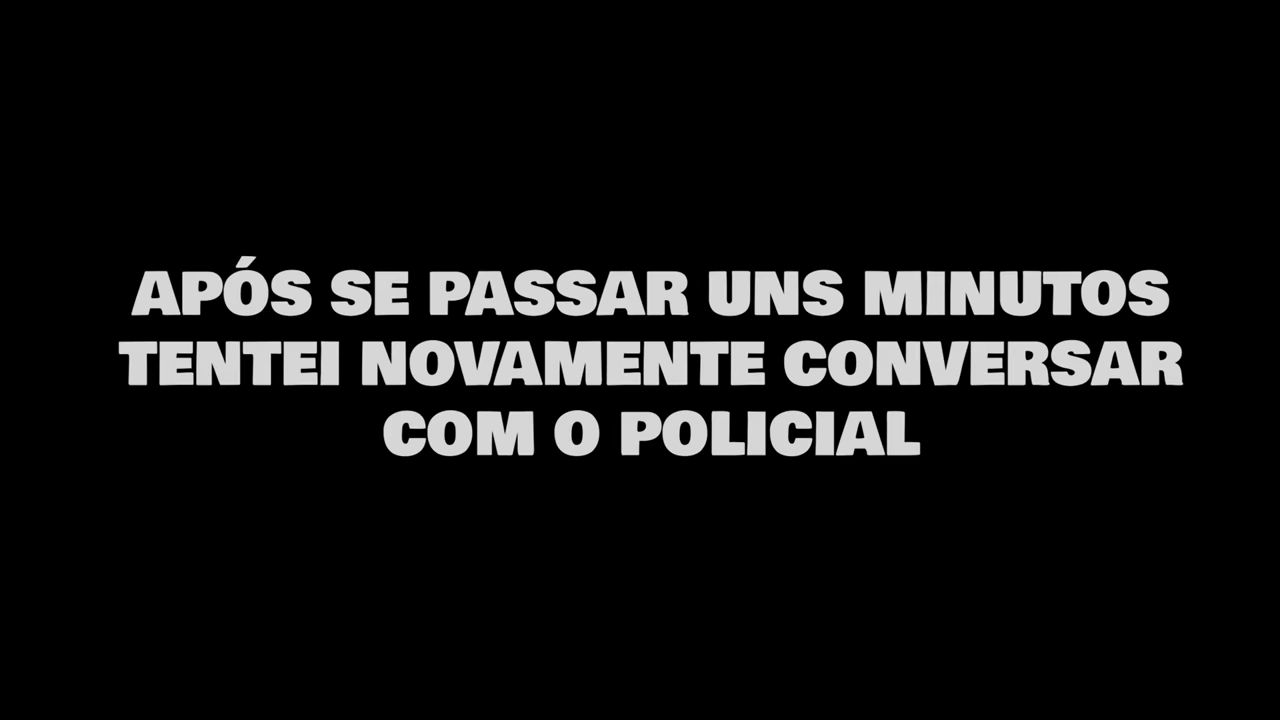 APÓS SE PASSAR UNS MINUTOS
TENTEI NOVAMENTE CONVERSAR
COM O POLICIAL